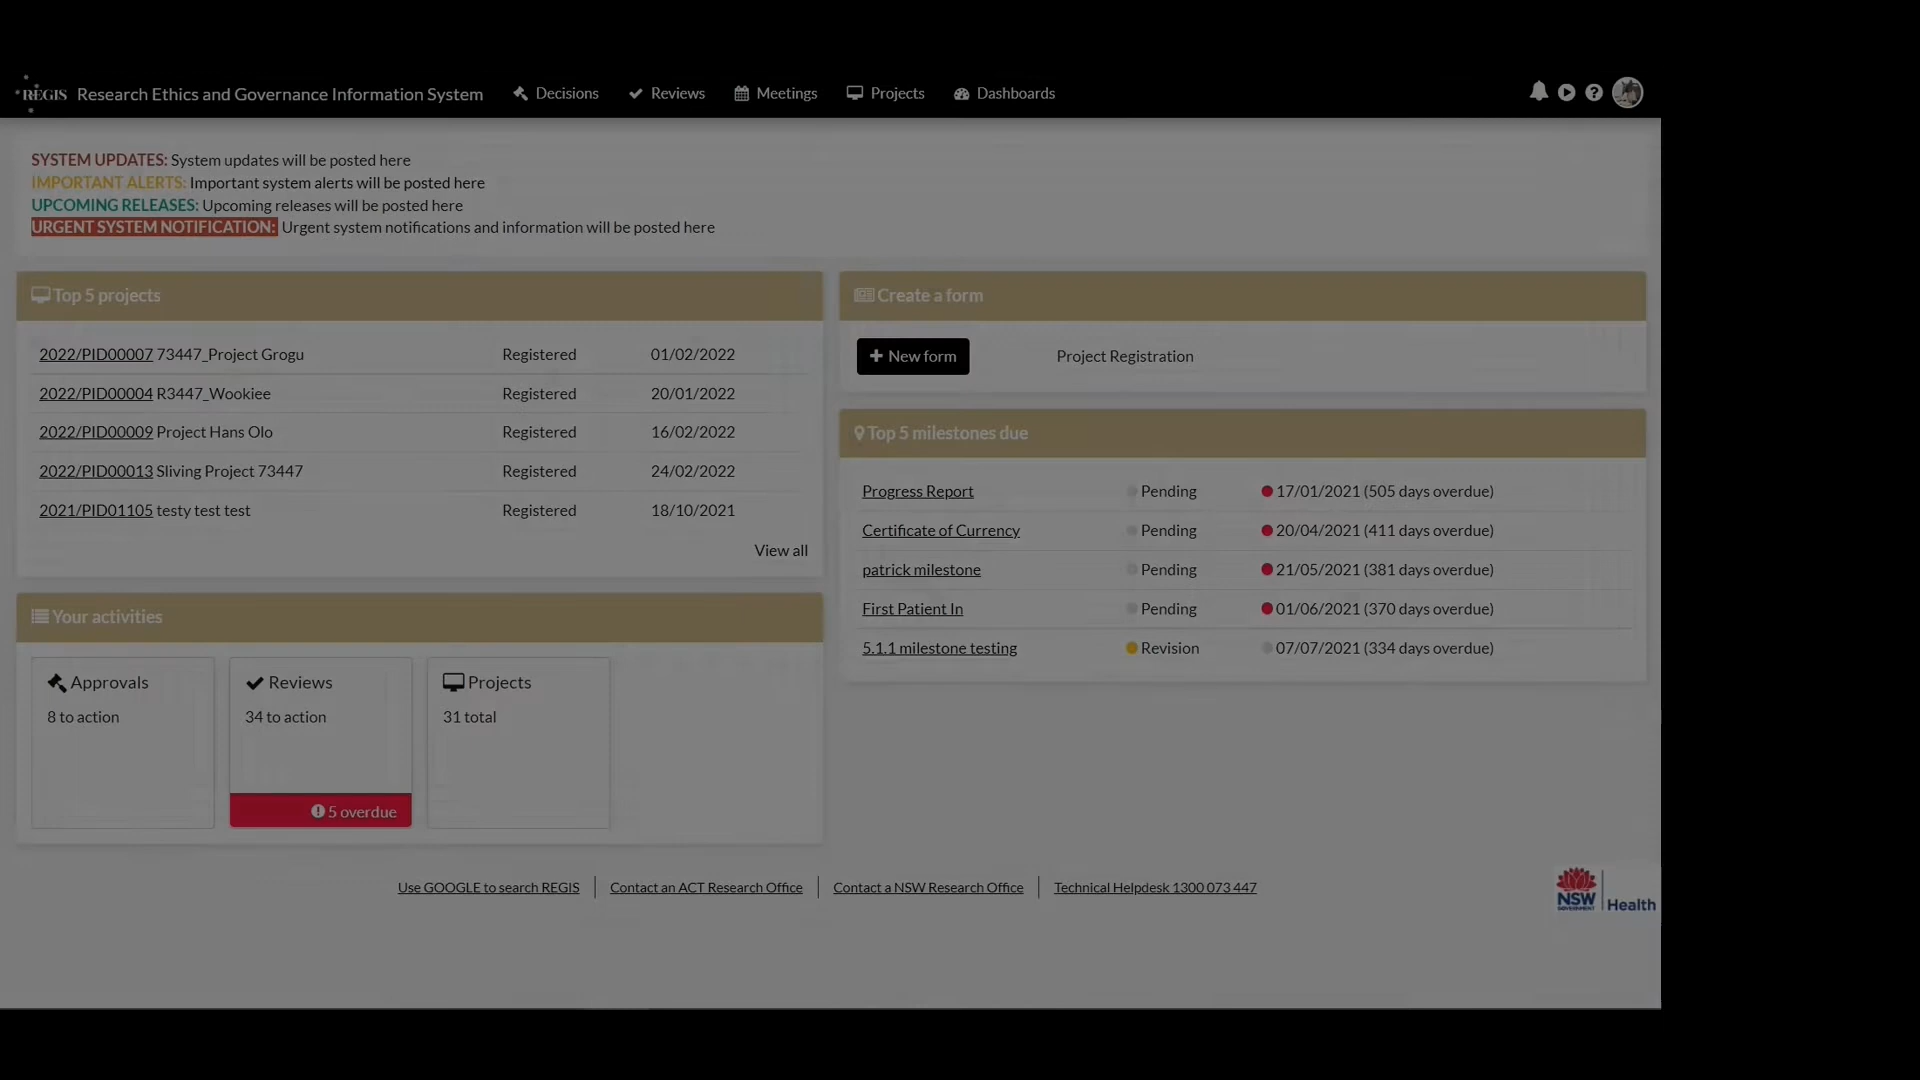 REGIS Research Ethics and Governance Information System Decisions Reviews Meetings Projects Dashboards
SYSTEM UPDATES: System updates will be posted here
IMPORTANT ALERTS: Important system alerts will be posted here
UPCOMING RELEASES: Upcoming releases will be posted here
URGENT SYSTEM NOTIFICATION: Urgent system notifications and information will be posted here
Top 5 projects
2022/PID00007 73447_Project Grogu Registered 01/02/2022
2022/PID00004 R3447_Wookiee Registered 20/01/2022
2022/PID00009 Project Hans Olo Registered 16/02/2022
2022/PID00013 Sliving Project 73447 Registered 24/02/2022
2021/PID01105 testy test test Registered 18/10/2021
View all
Your activities
Approvals
8 to action
Reviews
34 to action
5 overdue
Projects
31 total
Create a form
+ New form Project Registration
Top 5 milestones due
Progress Report Pending 17/01/2021 (505 days overdue)
Certificate of Currency Pending 20/04/2021 (411 days overdue)
patrick milestone Pending 21/05/2021 (381 days overdue)
First Patient In Pending 01/06/2021 (370 days overdue)
5.1.1 milestone testing Revision 07/07/2021 (334 days overdue)
Use GOOGLE to search REGIS Contact an ACT Research Office Contact a NSW Research Office Technical Helpdesk 1300 073 447
NSW GOVERNMENT Health